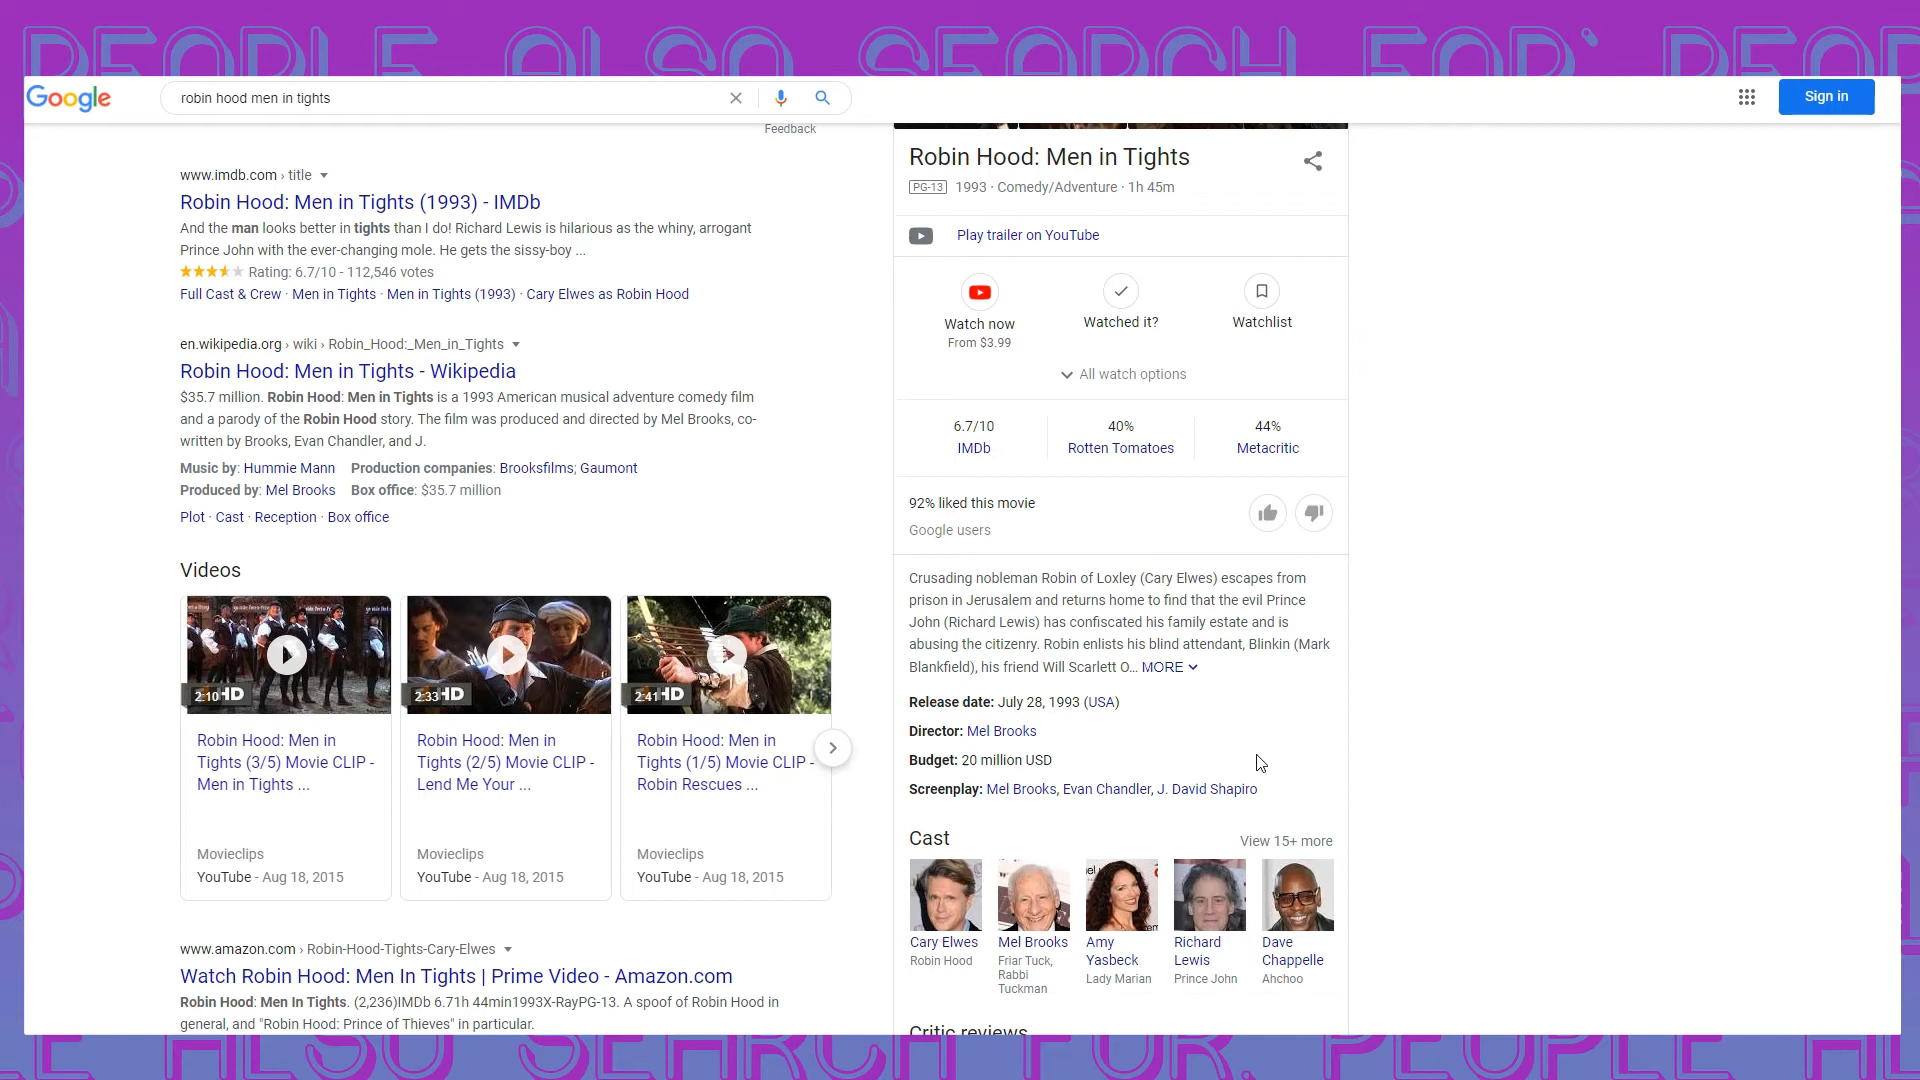 PEOPLE ALSO SEARCH FOR:
Google
robin hood men in tights
Sign in
Feedback
www.imdb.com › title
Robin Hood: Men in Tights (1993) - IMDb
And the man looks better in tights than I do! Richard Lewis is hilarious as the whiny, arrogant
Prince John with the ever-changing mole. He gets the sissy-boy ...
Rating: 6.7/10 - 112,546 votes
Full Cast & Crew · Men in Tights · Men in Tights (1993) · Cary Elwes as Robin Hood
en.wikipedia.org › wiki › Robin_Hood:_Men_in_Tights
Robin Hood: Men in Tights - Wikipedia
$35.7 million. Robin Hood: Men in Tights is a 1993 American musical adventure comedy film
and a parody of the Robin Hood story. The film was produced and directed by Mel Brooks, co-
written by Brooks, Evan Chandler, and J.
Music by: Hummie Mann Production companies: Brooksfilms; Gaumont
Produced by: Mel Brooks Box office: $35.7 million
Plot · Cast · Reception · Box office
Videos
2:10 HD
2:33 HD
2:41 HD
Robin Hood: Men in
Tights (3/5) Movie CLIP -
Men in Tights ...
Movieclips
YouTube - Aug 18, 2015
Robin Hood: Men in
Tights (2/5) Movie CLIP -
Lend Me Your ...
Movieclips
YouTube - Aug 18, 2015
Robin Hood: Men in
Tights (1/5) Movie CLIP -
Robin Rescues ...
Movieclips
YouTube - Aug 18, 2015
www.amazon.com › Robin-Hood-Tights-Cary-Elwes
Watch Robin Hood: Men In Tights | Prime Video - Amazon.com
Robin Hood: Men In Tights. (2,236)IMDb 6.71h 44min1993X-RayPG-13. A spoof of Robin Hood in
general, and "Robin Hood: Prince of Thieves" in particular.
Robin Hood: Men in Tights
PG-13 1993 · Comedy/Adventure · 1h 45m
Play trailer on YouTube
Watch now
From $3.99
Watched it?
Watchlist
All watch options
6.7/10
IMDb
40%
Rotten Tomatoes
44%
Metacritic
92% liked this movie
Google users
Crusading nobleman Robin of Loxley (Cary Elwes) escapes from
prison in Jerusalem and returns home to find that the evil Prince
John (Richard Lewis) has confiscated his family estate and is
abusing the citizenry. Robin enlists his blind attendant, Blinkin (Mark
Blankfield), his friend Will Scarlett O... MORE
Release date: July 28, 1993 (USA)
Director: Mel Brooks
Budget: 20 million USD
Screenplay: Mel Brooks, Evan Chandler, J. David Shapiro
Cast
View 15+ more
Cary Elwes
Robin Hood
Mel Brooks
Friar Tuck,
Rabbi
Tuckman
Amy
Yasbeck
Lady Marian
Richard
Lewis
Prince John
Dave
Chappelle
Ahchoo
Critic reviews
ALSO SEARCH FOR: PEOPLE